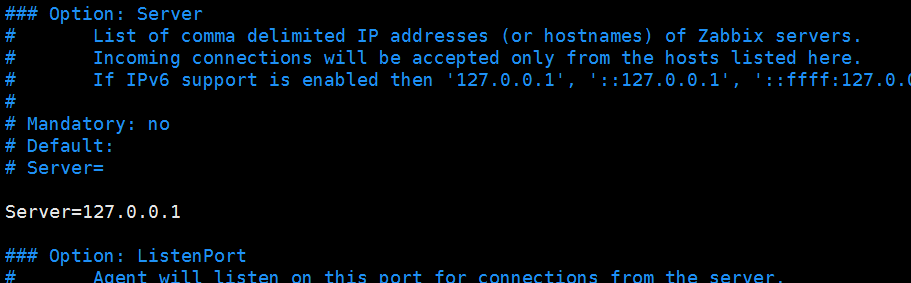 ### Option: Server
#       List of comma delimited IP addresses (or hostnames) of Zabbix servers.
#       Incoming connections will be accepted only from the hosts listed here.
#       If IPv6 support is enabled then '127.0.0.1', '::127.0.0.1', '::ffff:127.0.0
#
# Mandatory: no
# Default:
# Server=
Server=127.0.0.1
### Option: ListenPort
#       Agent will listen on this port for connections from the server.